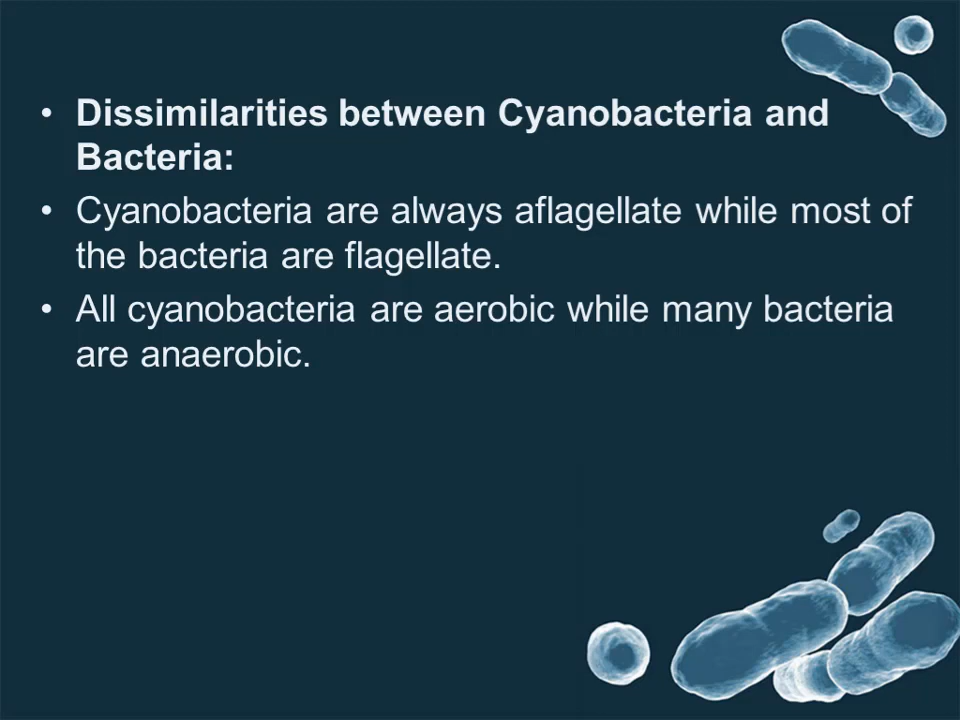 • Dissimilarities between Cyanobacteria and
Bacteria:
• Cyanobacteria are always aflagellate while most of
the bacteria are flagellate.
• All cyanobacteria are aerobic while many bacteria
are anaerobic.